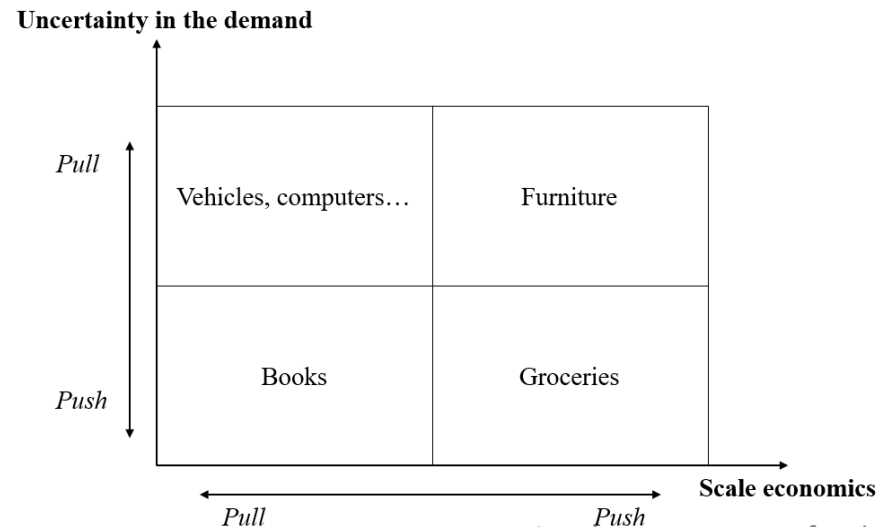 Uncertainty in the demand
Pull
Vehicles, computers…
Furniture
Books
Groceries
Push
Scale economics
Pull
Push